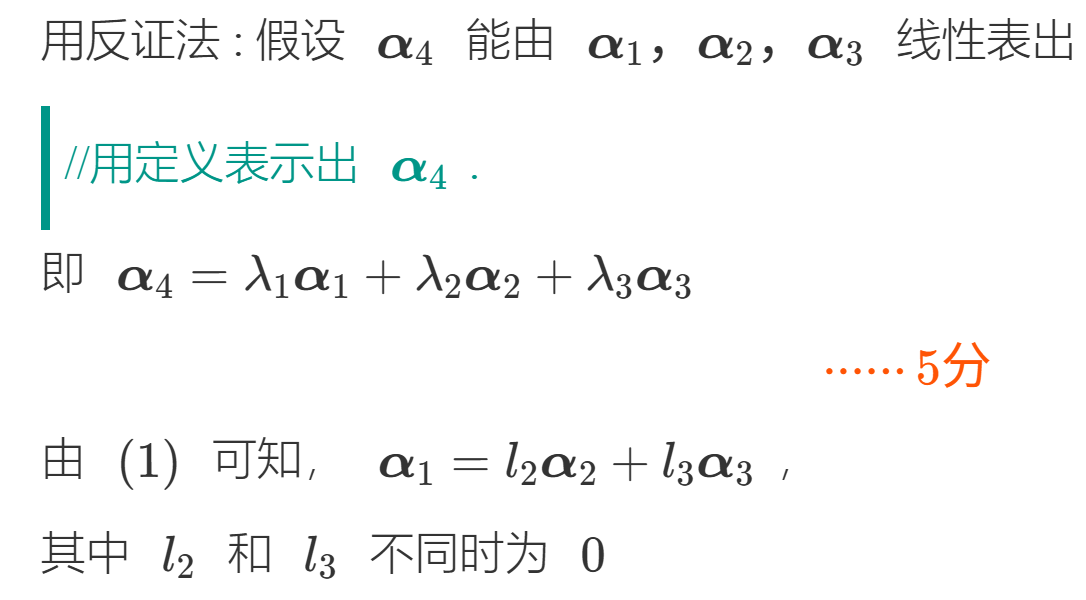 用反证法：假设 α₄ 能由 α₁，α₂，α₃ 线性表出
//用定义表示出 α₄ .
即 α₄ = λ₁α₁ + λ₂α₂ + λ₃α₃
······ 5分
由 (1) 可知， α₁ = l₂α₂ + l₃α₃ ，
其中 l₂ 和 l₃ 不同时为 0